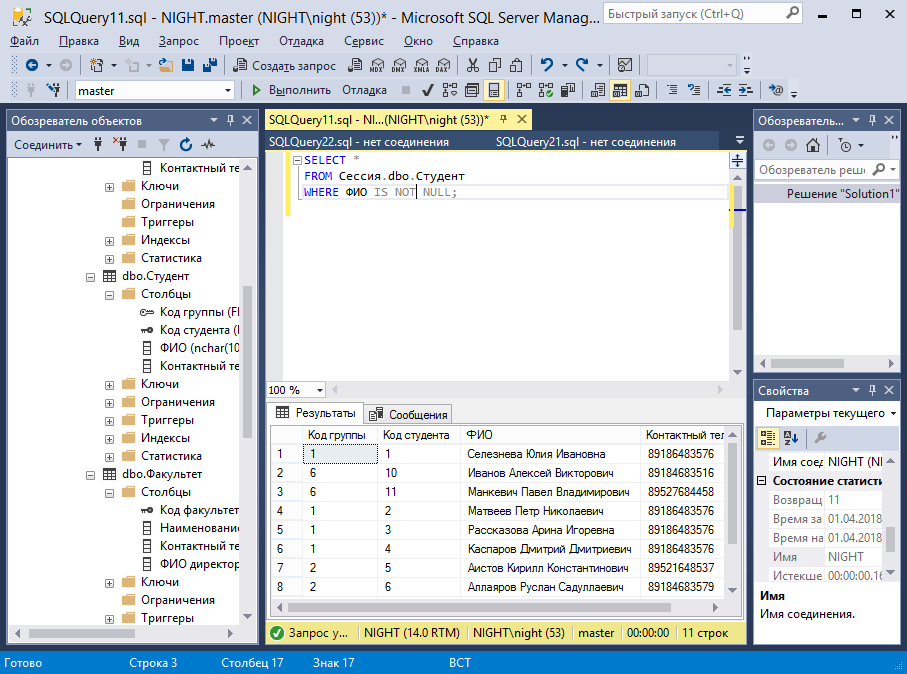 SQLQuery11.sql - NIGHT.master (NIGHT\night (53))* - Microsoft SQL Server Manag...
Быстрый запуск (Ctrl+Q)
Файл Правка Вид Запрос Проект Отладка Сервис Окно Справка
Создать запрос MDX DMX XMLA DAX
master Выполнить Отладка
Обозреватель объектов
Соединить
Контактный те
Ключи
Ограничения
Триггеры
Индексы
Статистика
dbo.Студент
Столбцы
Код группы (F
Код студента (
ФИО (nchar(10
Контактный те
Ключи
Ограничения
Триггеры
Индексы
Статистика
dbo.Факультет
Столбцы
Код факультет
Наименовани
Контактный те
ФИО директор
Ключи
Ограничения
Триггеры
SQLQuery11.sql - NI...(NIGHT\night (53))*
SQLQuery22.sql - нет соединения SQLQuery21.sql - нет соединения
SELECT *
FROM Сессия.dbo.Студент
WHERE ФИО IS NOT NULL;
100 %
Результаты Сообщения
Код группы Код студента ФИО Контактный тел
1 1 1 Селезнева Юлия Ивановна 89186483576
2 6 10 Иванов Алексей Викторович 89186483516
3 6 11 Манкевич Павел Владимирович 89527684458
4 1 2 Матвеев Петр Николаевич 89186483576
5 1 3 Рассказова Арина Игоревна 89186483576
6 1 4 Каспаров Дмитрий Дмитриевич 89186483576
7 2 5 Аистов Кирилл Константинович 89521648537
8 2 6 Аллаяров Руслан Садуллаевич 89184683579
Запрос у... NIGHT (14.0 RTM) NIGHT\night (53) master 00:00:00 11 строк
Обозреватель...
Обозреватель реше
Решение "Solution1"
Свойства
Параметры текущего
Имя соед NIGHT (NI
Состояние статисти
Возвращ 11
Время за 01.04.2018
Время на 01.04.2018
Имя NIGHT
Истекше 00:00:00.16
Имя
Имя соединения.
Готово Строка 3 Столбец 17 Знак 17 ВСТ